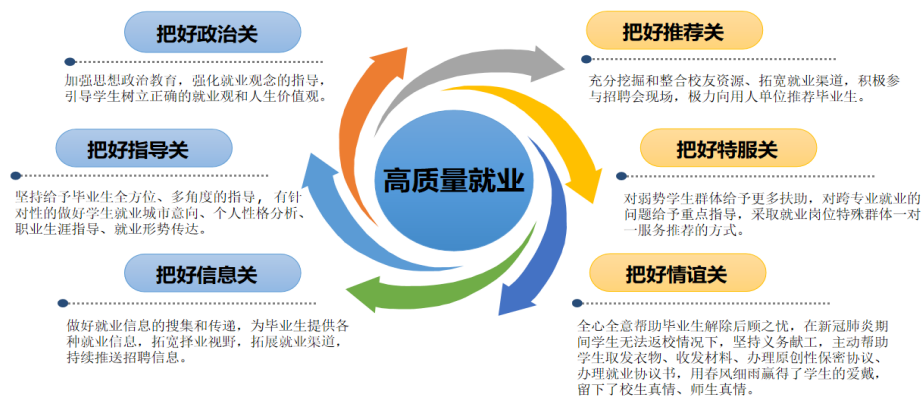 把好政治关
加强思想政治教育，强化就业观念的指导，
引导学生树立正确的就业观和人生价值观。
把好指导关
坚持给予毕业生全方位、多角度的指导, 有针
对性的做好学生就业城市意向、个人性格分析、
职业生涯指导、就业形势传达。
把好信息关
做好就业信息的搜集和传递，为毕业生提供各
种就业信息，拓宽择业视野，拓展就业渠道，
持续推送招聘信息。
高质量就业
把好推荐关
充分挖掘和整合校友资源、拓宽就业渠道，积极参
与招聘会现场，极力向用人单位推荐毕业生。
把好特服关
对弱势学生群体给予更多扶助，对跨专业就业的
问题给予重点指导，采取就业岗位特殊群体一对
一服务推荐的方式。
把好情谊关
全心全意帮助毕业生解除后顾之忧，在新冠肺炎期
间学生无法返校情况下，坚持义务献工，主动帮助
学生取发衣物、收发材料、办理原创性保密协议、
办理就业协议书，用春风细雨赢得了学生的爱戴，
留下了校生真情、师生真情。